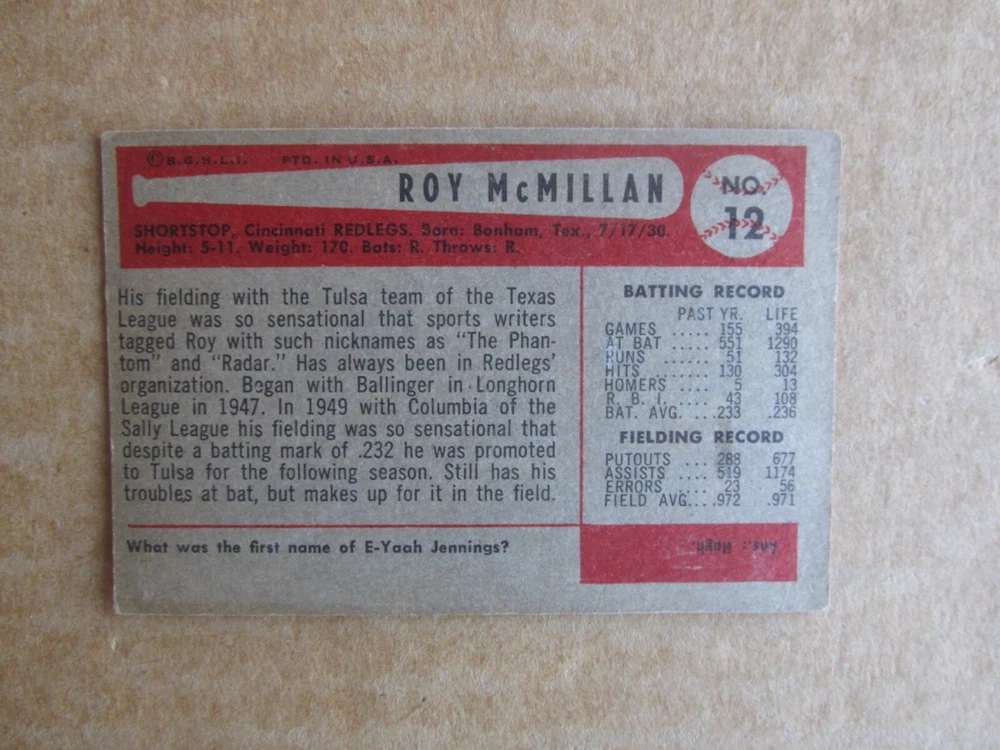 ©B.G.H.L.I. PTD. IN U.S.A.
ROY McMILLAN
NO. 12
SHORTSTOP, Cincinnati REDLEGS. Born: Bonham, Tex., 7/17/30.
Height: 5-11. Weight: 170. Bats: R. Throws: R.
His fielding with the Tulsa team of the Texas
League was so sensational that sports writers
tagged Roy with such nicknames as "The Phan-
tom" and "Radar." Has always been in Redlegs'
organization. Began with Ballinger in Longhorn
League in 1947. In 1949 with Columbia of the
Sally League his fielding was so sensational that
despite a batting mark of .232 he was promoted
to Tulsa for the following season. Still has his
troubles at bat, but makes up for it in the field.
BATTING RECORD
PAST YR. LIFE
GAMES ..... 155 394
AT BAT ..... 551 1290
RUNS ...... 51 132
HITS ....... 130 304
HOMERS .... 5 13
R. B. I. .... 43 108
BAT. AVG. ...233 .236
FIELDING RECORD
PUTOUTS ... 288 677
ASSISTS .... 519 1174
ERRORS .... 23 56
FIELD AVG....972 .971
What was the first name of E-Yaah Jennings?
Ans.: Hugh.